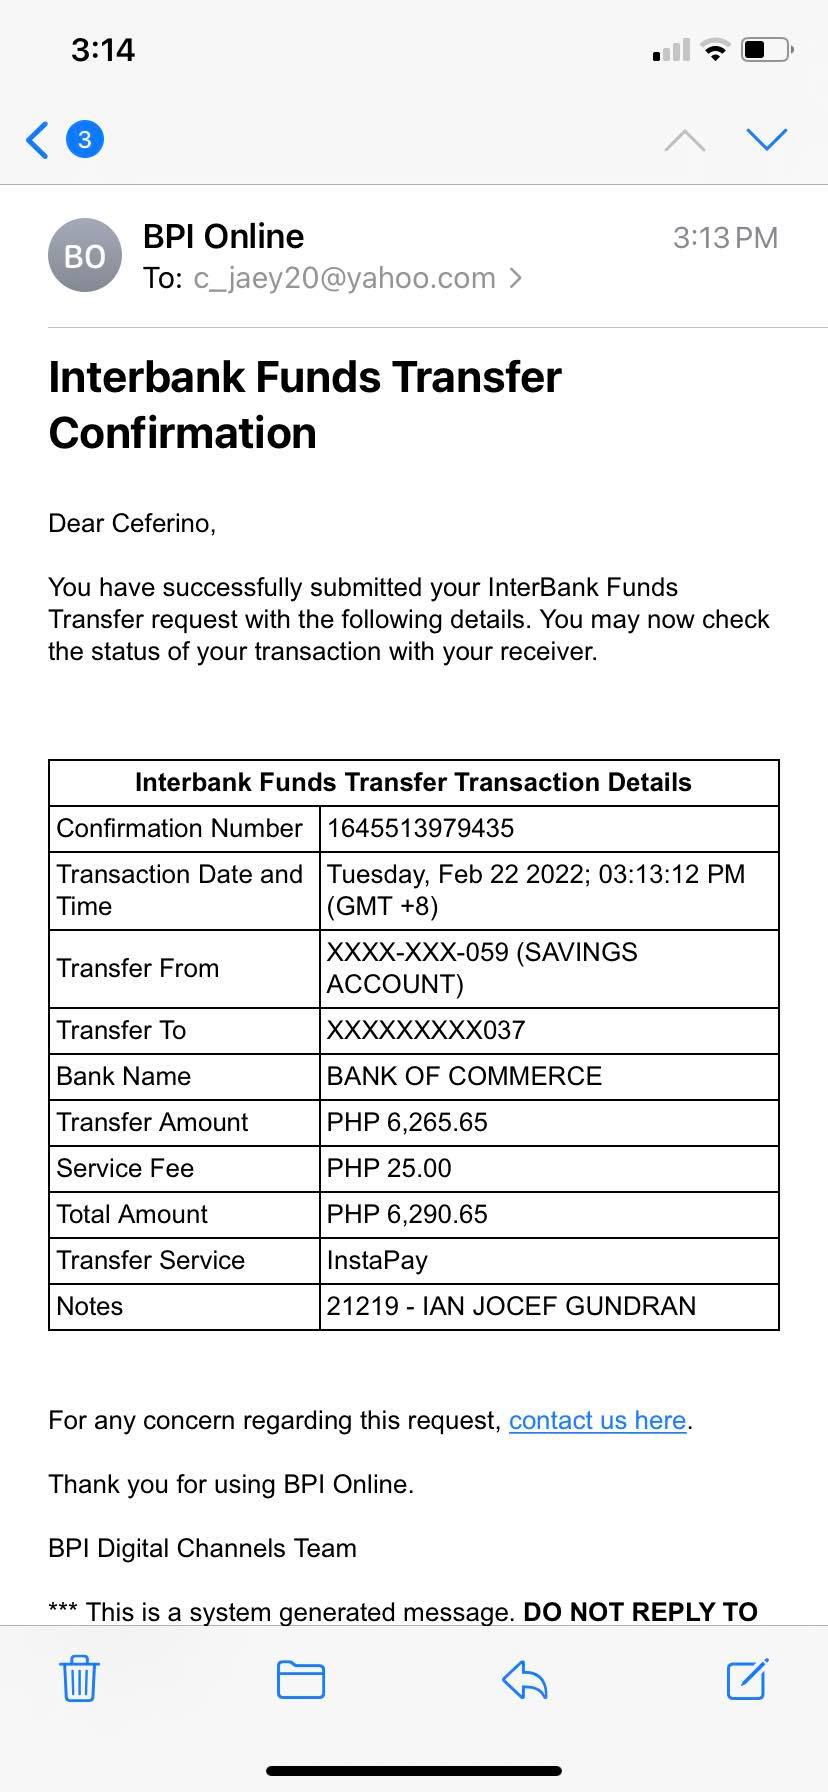 3:14
3
BO
BPI Online
3:13 PM
To: c_jaey20@yahoo.com
Interbank Funds Transfer
Confirmation
Dear Ceferino,
You have successfully submitted your InterBank Funds
Transfer request with the following details. You may now check
the status of your transaction with your receiver.
Interbank Funds Transfer Transaction Details
Confirmation Number 1645513979435
Transaction Date and Time Tuesday, Feb 22 2022; 03:13:12 PM (GMT +8)
Transfer From XXXX-XXX-059 (SAVINGS ACCOUNT)
Transfer To XXXXXXXXX037
Bank Name BANK OF COMMERCE
Transfer Amount PHP 6,265.65
Service Fee PHP 25.00
Total Amount PHP 6,290.65
Transfer Service InstaPay
Notes 21219 - IAN JOCEF GUNDRAN
For any concern regarding this request, contact us here.
Thank you for using BPI Online.
BPI Digital Channels Team
*** This is a system generated message. DO NOT REPLY TO